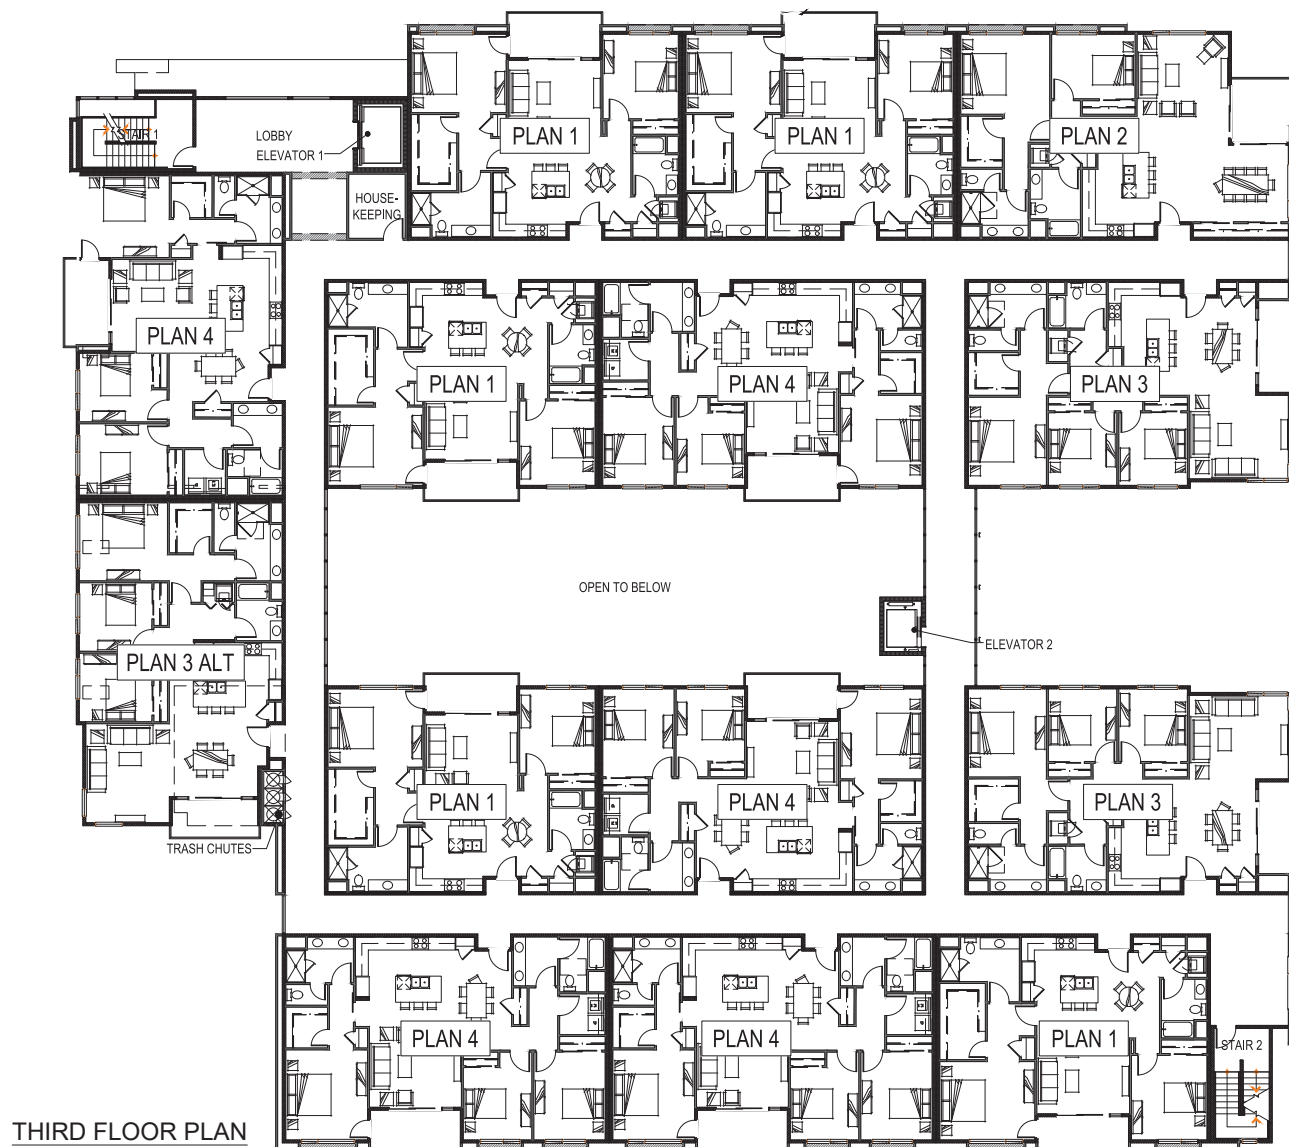 PLAN 1
PLAN 1
PLAN 2
STAIR 1
LOBBY
ELEVATOR 1
HOUSE-
KEEPING
PLAN 4
PLAN 1
PLAN 4
PLAN 3
OPEN TO BELOW
ELEVATOR 2
PLAN 3 ALT
PLAN 1
PLAN 4
PLAN 3
TRASH CHUTES
PLAN 4
PLAN 4
PLAN 1
STAIR 2
THIRD FLOOR PLAN